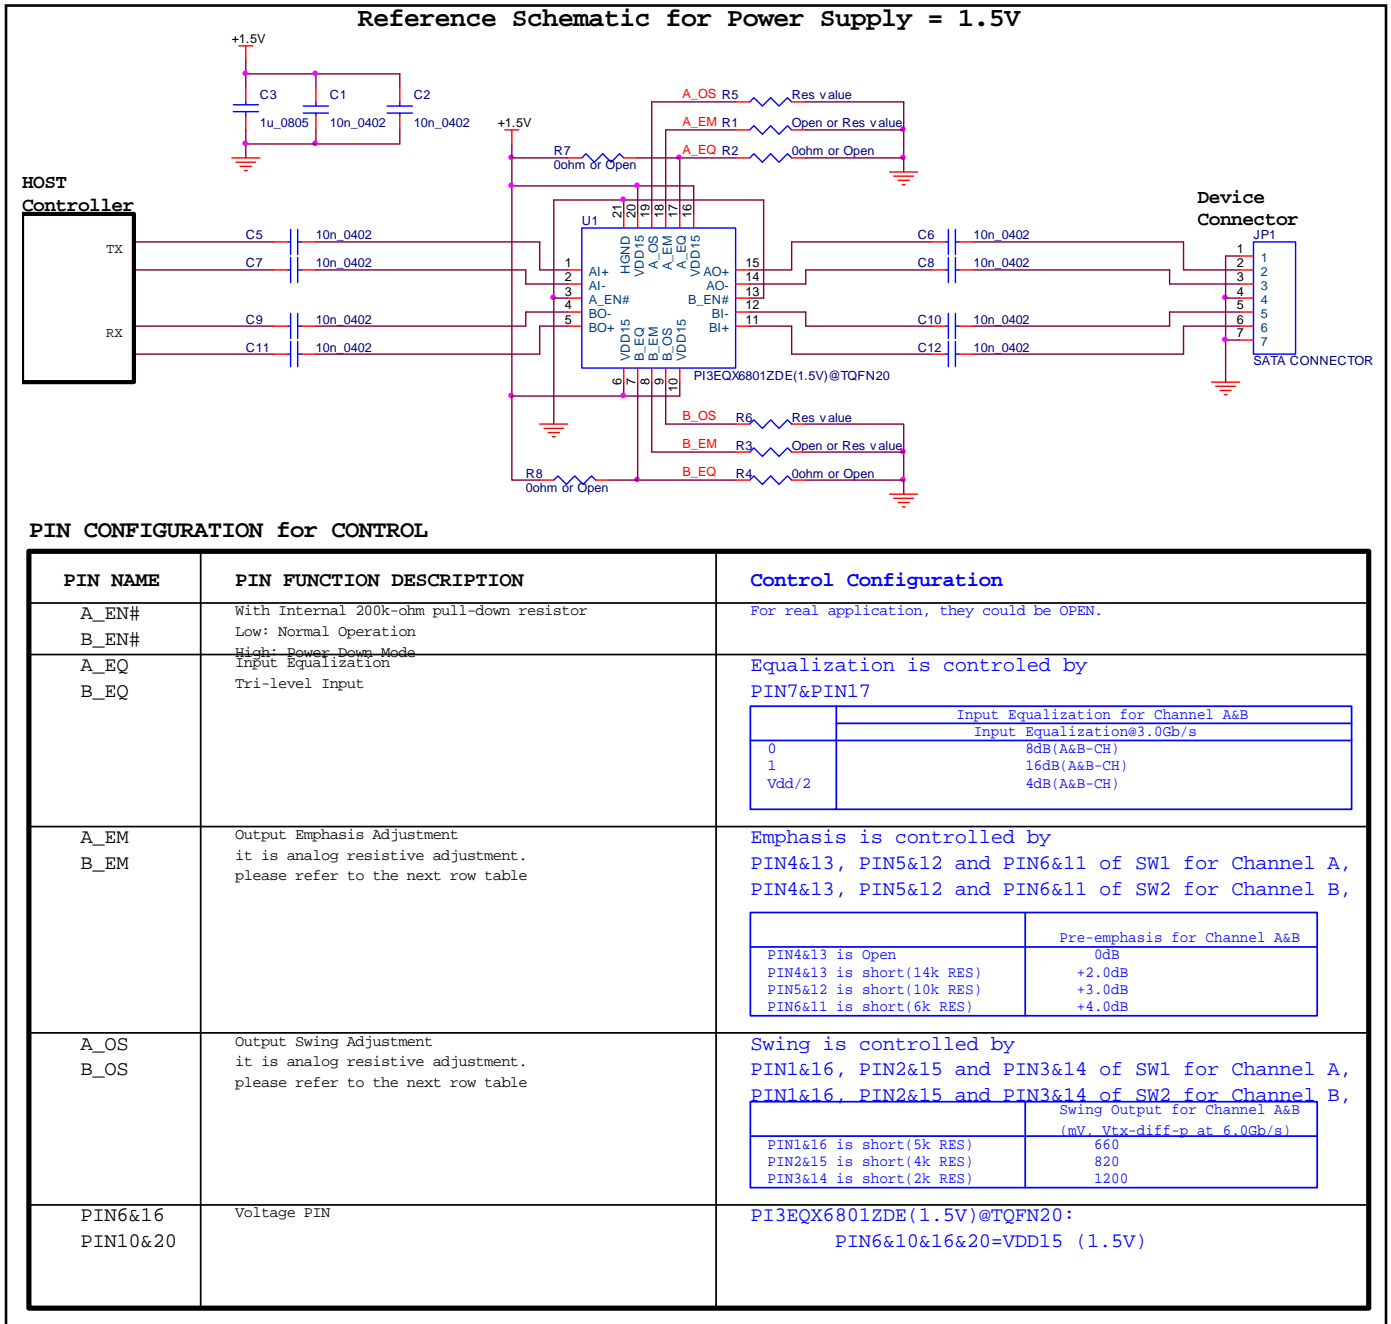 Reference Schematic for Power Supply = 1.5V
+1.5V
C3 C1 C2
1u_0805 10n_0402 10n_0402
+1.5V
A_OS R5 Res value
A_EM R1 Open or Res value
A_EQ R2 0ohm or Open
R7
0ohm or Open
HOST
Controller
TX
RX
C5 10n_0402
C7 10n_0402
C9 10n_0402
C11 10n_0402
U1
21 20 19 18 17 16
HGND VDD15 A_OS A_EM A_EQ VDD15
1 AI+
2 AI-
3 A_EN#
4 BO-
5 BO+
AO+ 15
AO- 14
B_EN# 13
BI- 12
BI+ 11
VDD15 B_EQ B_EM B_OS VDD15
6 7 8 9 10
PI3EQX6801ZDE(1.5V)@TQFN20
C6 10n_0402
C8 10n_0402
C10 10n_0402
C12 10n_0402
Device
Connector
JP1
1 1
2 2
3 3
4 4
5 5
6 6
7 7
SATA CONNECTOR
B_OS R6 Res value
B_EM R3 Open or Res value
B_EQ R4 0ohm or Open
R8
0ohm or Open
PIN CONFIGURATION for CONTROL
PIN NAME PIN FUNCTION DESCRIPTION Control Configuration
A_EN#
B_EN#
With Internal 200k-ohm pull-down resistor
Low: Normal Operation
High: Power Down Mode
For real application, they could be OPEN.
A_EQ
B_EQ
Input Equalization
Tri-level Input
Equalization is controled by
PIN7&PIN17
Input Equalization for Channel A&B
Input Equalization@3.0Gb/s
0 8dB(A&B-CH)
1 16dB(A&B-CH)
Vdd/2 4dB(A&B-CH)
A_EM
B_EM
Output Emphasis Adjustment
it is analog resistive adjustment.
please refer to the next row table
Emphasis is controlled by
PIN4&13, PIN5&12 and PIN6&11 of SW1 for Channel A,
PIN4&13, PIN5&12 and PIN6&11 of SW2 for Channel B,
Pre-emphasis for Channel A&B
PIN4&13 is Open 0dB
PIN4&13 is short(14k RES) +2.0dB
PIN5&12 is short(10k RES) +3.0dB
PIN6&11 is short(6k RES) +4.0dB
A_OS
B_OS
Output Swing Adjustment
it is analog resistive adjustment.
please refer to the next row table
Swing is controlled by
PIN1&16, PIN2&15 and PIN3&14 of SW1 for Channel A,
PIN1&16, PIN2&15 and PIN3&14 of SW2 for Channel B,
Swing Output for Channel A&B
(mV, Vtx-diff-p at 6.0Gb/s)
PIN1&16 is short(5k RES) 660
PIN2&15 is short(4k RES) 820
PIN3&14 is short(2k RES) 1200
PIN6&16
PIN10&20
Voltage PIN
PI3EQX6801ZDE(1.5V)@TQFN20:
PIN6&10&16&20=VDD15 (1.5V)